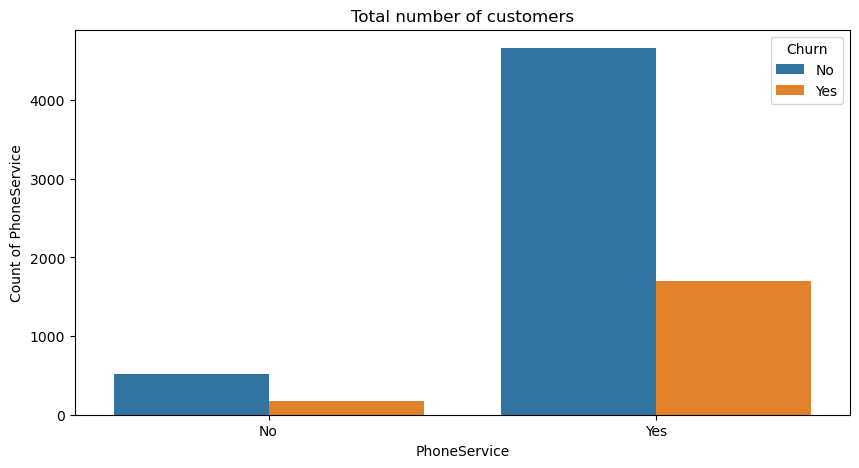 Total number of customers
Churn
No
Yes
Count of PhoneService
4000
3000
2000
1000
0
No
Yes
PhoneService